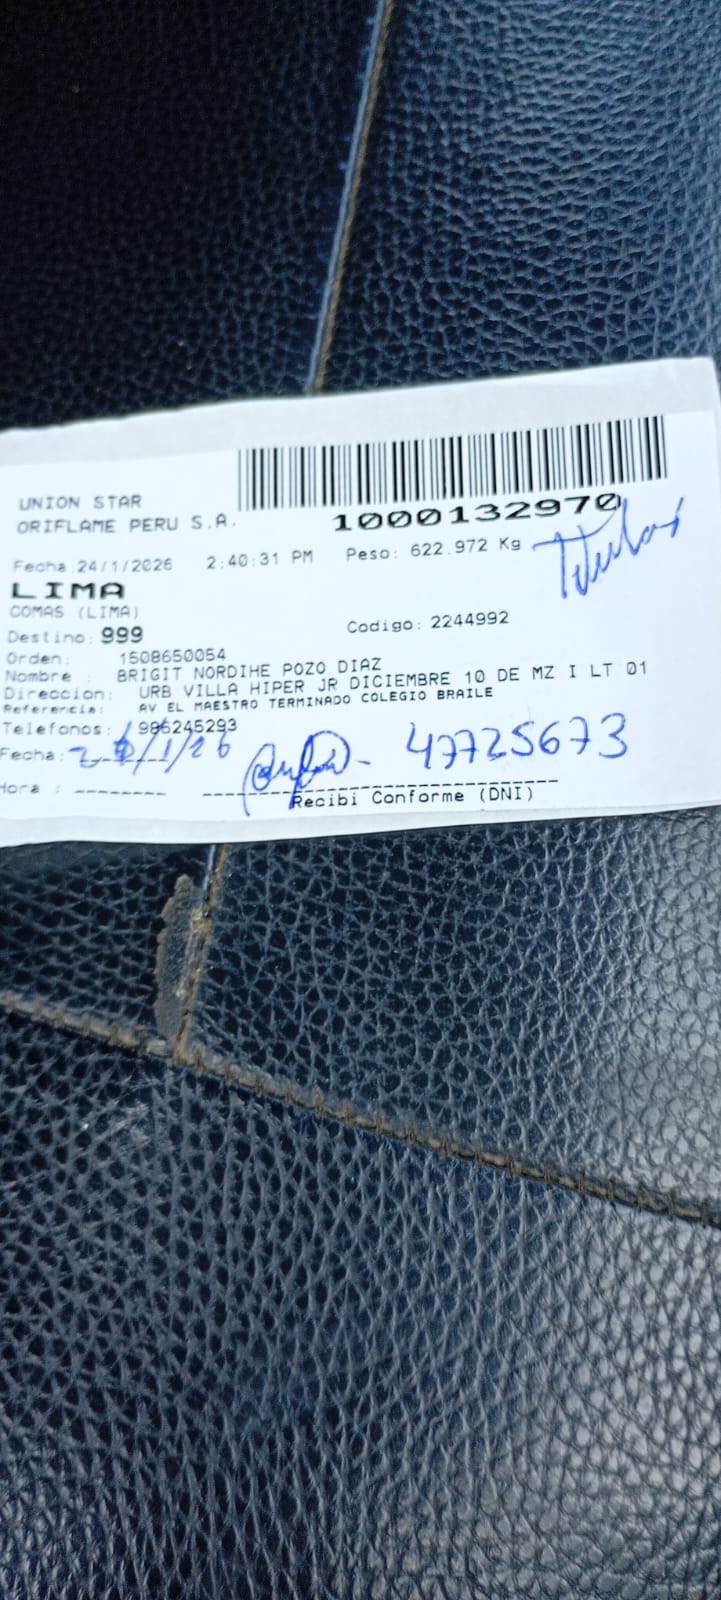 UNION STAR
ORIFLAME PERU S.A.
1000132970
Fecha:24/1/2026 2:40:31 PM Peso: 622.972 Kg
LIMA
COMAS (LIMA)
Destino: 999 Codigo: 2244992
Orden: 1508650054
Nombre : BRIGIT NORDIHE POZO DIAZ
Direccion: URB VILLA HIPER JR DICIEMBRE 10 DE MZ I LT 01
Referencia: AV EL MAESTRO TERMINADO COLEGIO BRAILE
Telefonos: 986245293
Fecha: /1/26 47725673
Hora :
Recibi Conforme (DNI)